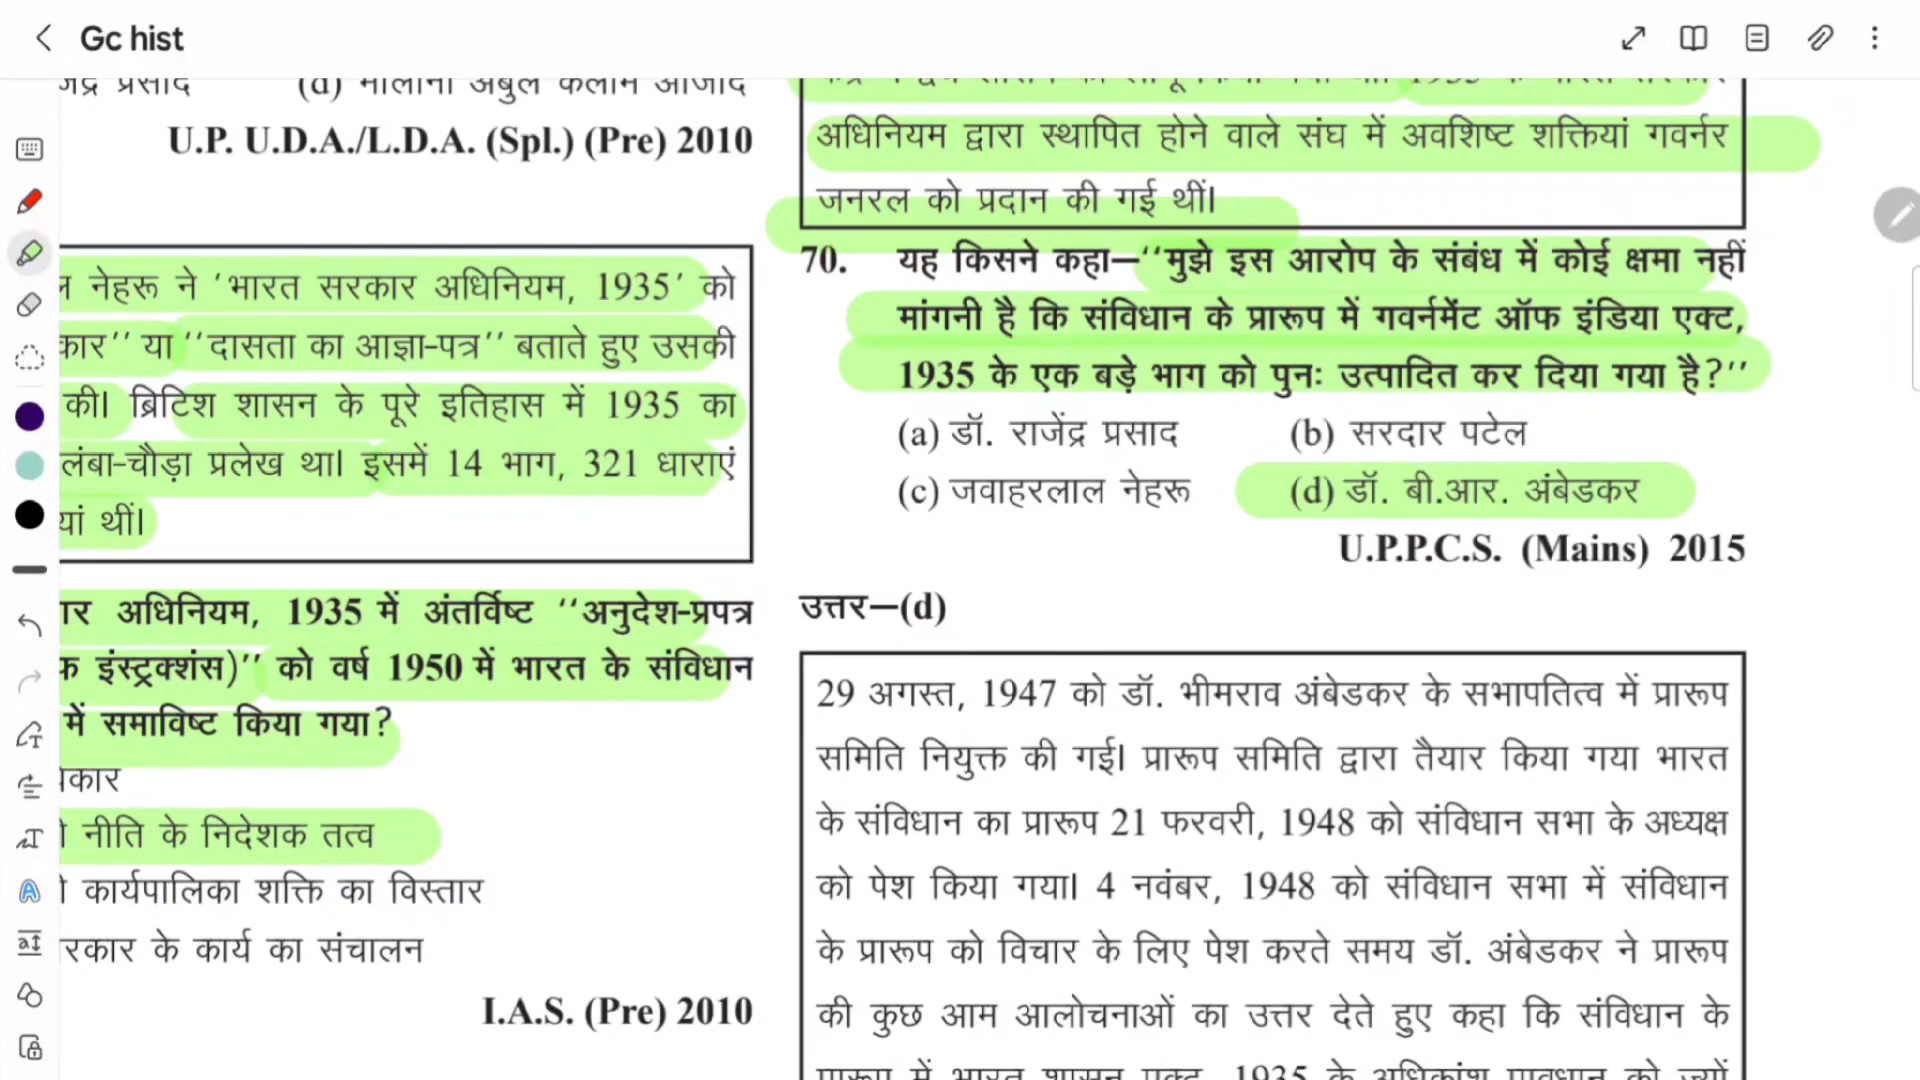 Gc hist
(d) मौलाना अबुल कलाम आजाद
U.P. U.D.A./L.D.A. (Spl.) (Pre) 2010
नेहरू ने ‘भारत सरकार अधिनियम, 1935’ को
या ‘‘दासता का आज्ञा-पत्र’’ बताते हुए उसकी
की। ब्रिटिश शासन के पूरे इतिहास में 1935 का
लंबा-चौड़ा प्रलेख था। इसमें 14 भाग, 321 धाराएं
थीं।
अधिनियम, 1935 में अंतर्विष्ट ‘‘अनुदेश-प्रपत्र
इंस्ट्रक्शंस)’’ को वर्ष 1950 में भारत के संविधान
में समाविष्ट किया गया?
नीति के निदेशक तत्व
कार्यपालिका शक्ति का विस्तार
के कार्य का संचालन
I.A.S. (Pre) 2010
अधिनियम द्वारा स्थापित होने वाले संघ में अवशिष्ट शक्तियां गवर्नर
जनरल को प्रदान की गई थीं।
70. यह किसने कहा—‘‘मुझे इस आरोप के संबंध में कोई क्षमा नहीं
मांगनी है कि संविधान के प्रारूप में गवर्नमेंट ऑफ इंडिया एक्ट,
1935 के एक बड़े भाग को पुनः उत्पादित कर दिया गया है?’’
(a) डॉ. राजेंद्र प्रसाद (b) सरदार पटेल
(c) जवाहरलाल नेहरू (d) डॉ. बी.आर. अंबेडकर
U.P.P.C.S. (Mains) 2015
उत्तर—(d)
29 अगस्त, 1947 को डॉ. भीमराव अंबेडकर के सभापतित्व में प्रारूप
समिति नियुक्त की गई। प्रारूप समिति द्वारा तैयार किया गया भारत
के संविधान का प्रारूप 21 फरवरी, 1948 को संविधान सभा के अध्यक्ष
को पेश किया गया। 4 नवंबर, 1948 को संविधान सभा में संविधान
के प्रारूप को विचार के लिए पेश करते समय डॉ. अंबेडकर ने प्रारूप
की कुछ आम आलोचनाओं का उत्तर देते हुए कहा कि संविधान के